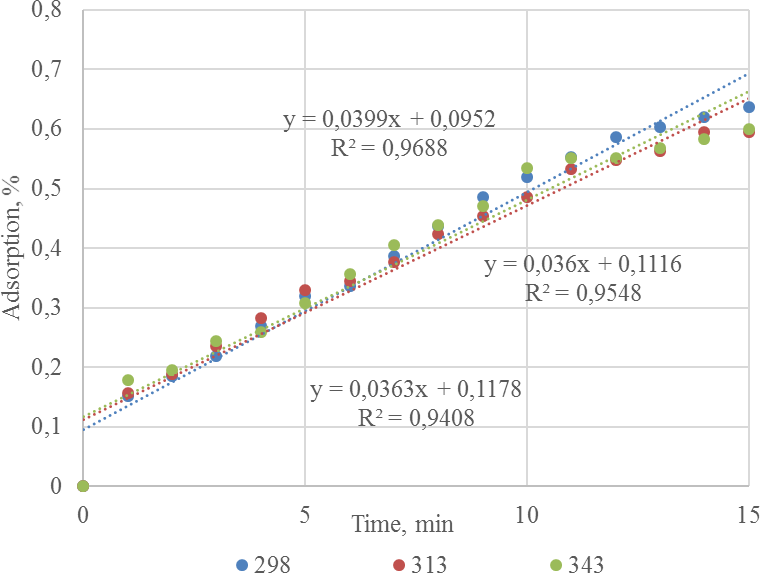 0,8
0,7
0,6
0,5
0,4
0,3
0,2
0,1
0
Adsorption, %
y = 0,0399x + 0,0952
R² = 0,9688
y = 0,036x + 0,1116
R² = 0,9548
y = 0,0363x + 0,1178
R² = 0,9408
0 5 10 15
Time, min
298 313 343